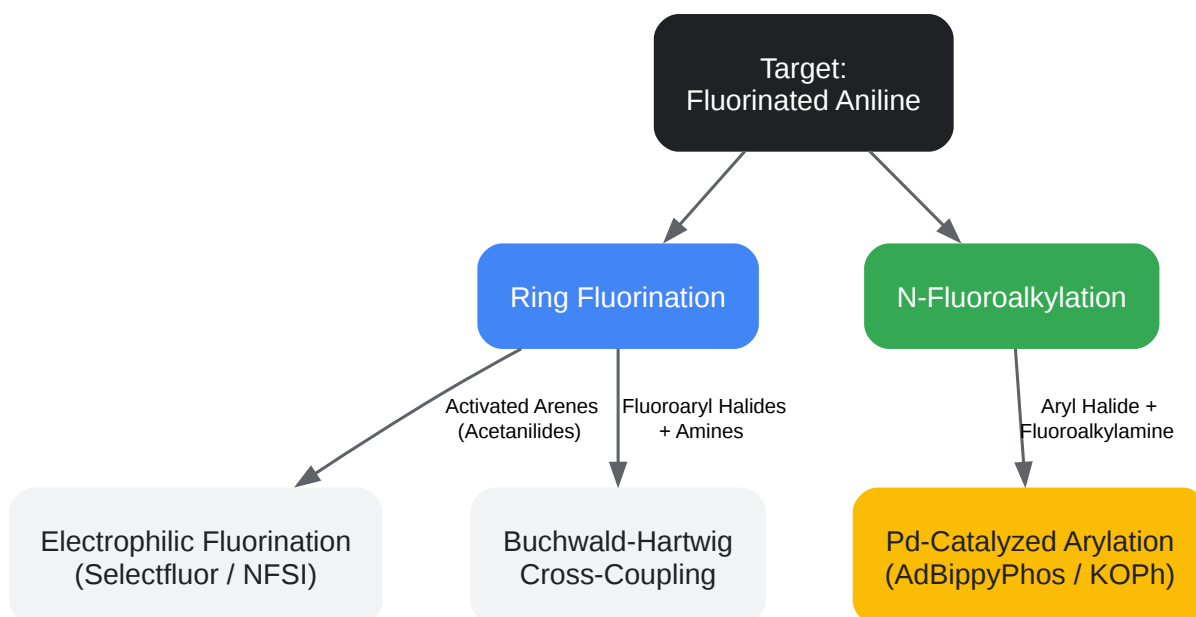 Target:
Fluorinated Aniline
Ring Fluorination
N-Fluoroalkylation
Activated Arenes
(Acetanilides)
Fluoroaryl Halides
+ Amines
Aryl Halide +
Fluoroalkylamine
Electrophilic Fluorination
(Selectfluor / NFSI)
Buchwald-Hartwig
Cross-Coupling
Pd-Catalyzed Arylation
(AdBippyPhos / KOPh)